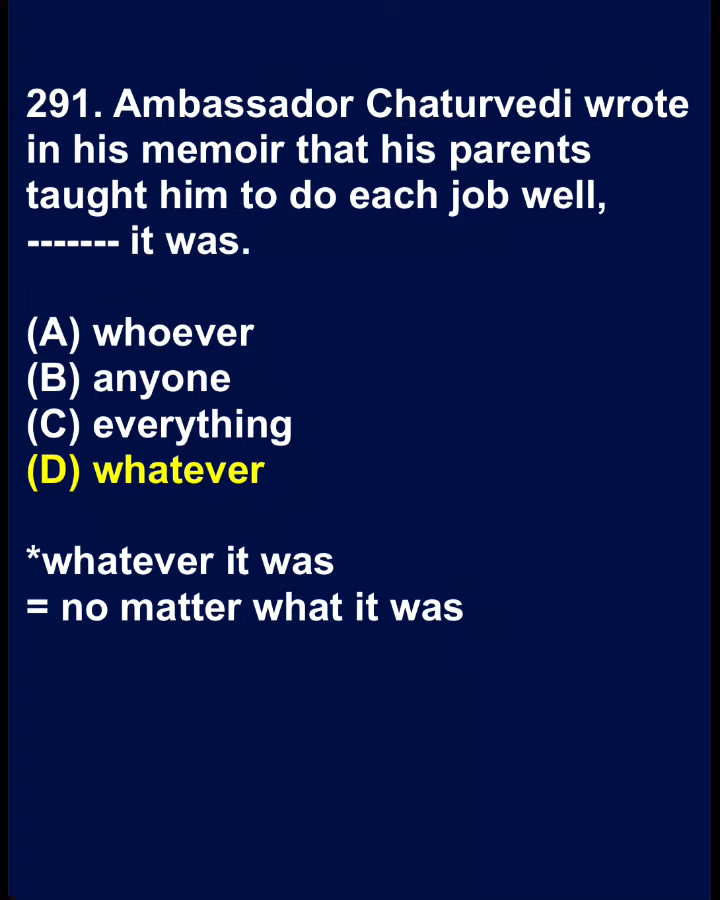 291. Ambassador Chaturvedi wrote
in his memoir that his parents
taught him to do each job well,
------- it was.
(A) whoever
(B) anyone
(C) everything
(D) whatever
*whatever it was
= no matter what it was